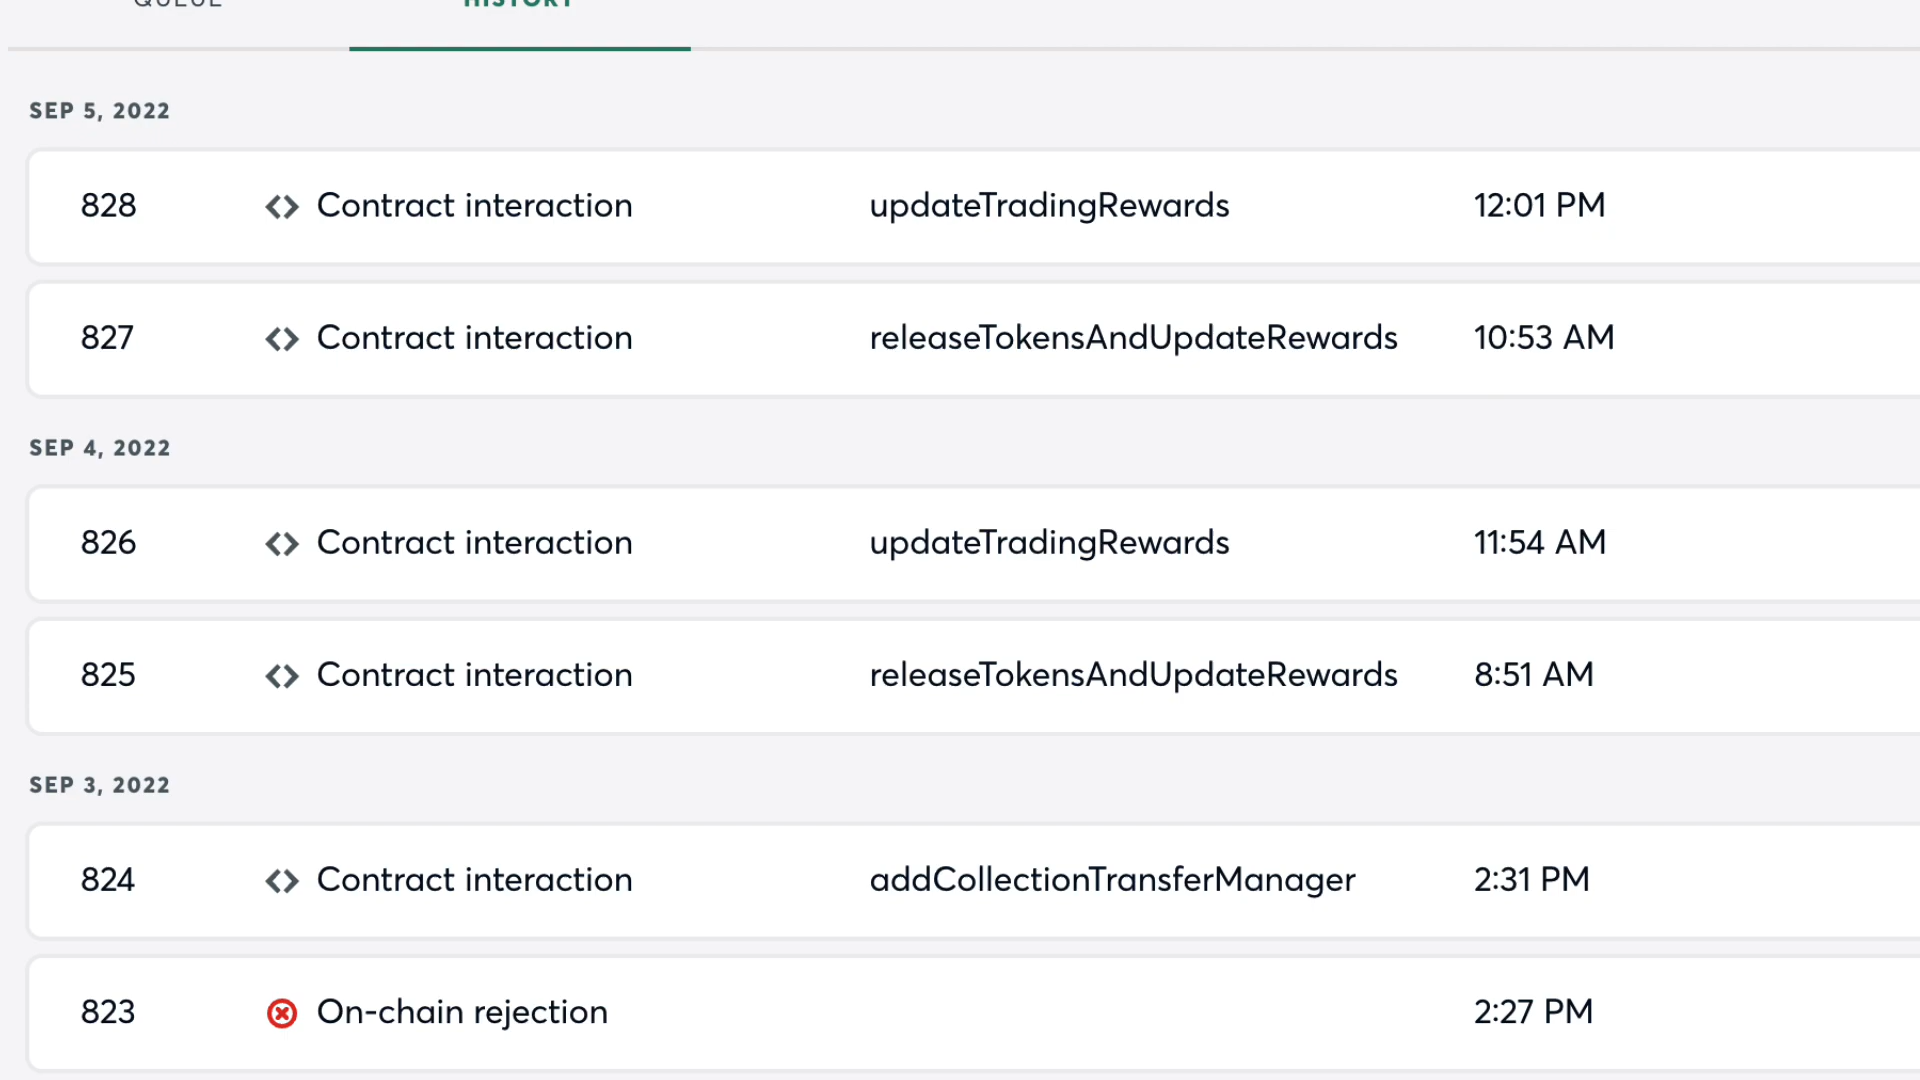 QUEUE HISTORY
SEP 5, 2022
828 Contract interaction updateTradingRewards 12:01 PM
827 Contract interaction releaseTokensAndUpdateRewards 10:53 AM
SEP 4, 2022
826 Contract interaction updateTradingRewards 11:54 AM
825 Contract interaction releaseTokensAndUpdateRewards 8:51 AM
SEP 3, 2022
824 Contract interaction addCollectionTransferManager 2:31 PM
823 On-chain rejection 2:27 PM